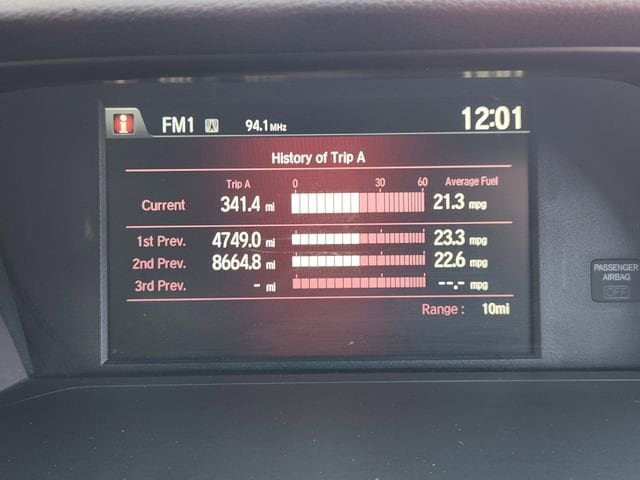 i FM1 94.1MHz 12:01
History of Trip A
Trip A 0 30 60 Average Fuel
Current 341.4 mi 21.3 mpg
1st Prev. 4749.0 mi 23.3 mpg
2nd Prev. 8664.8 mi 22.6 mpg
3rd Prev. - mi --.- mpg
Range : 10mi
PASSENGER
AIRBAG
OFF